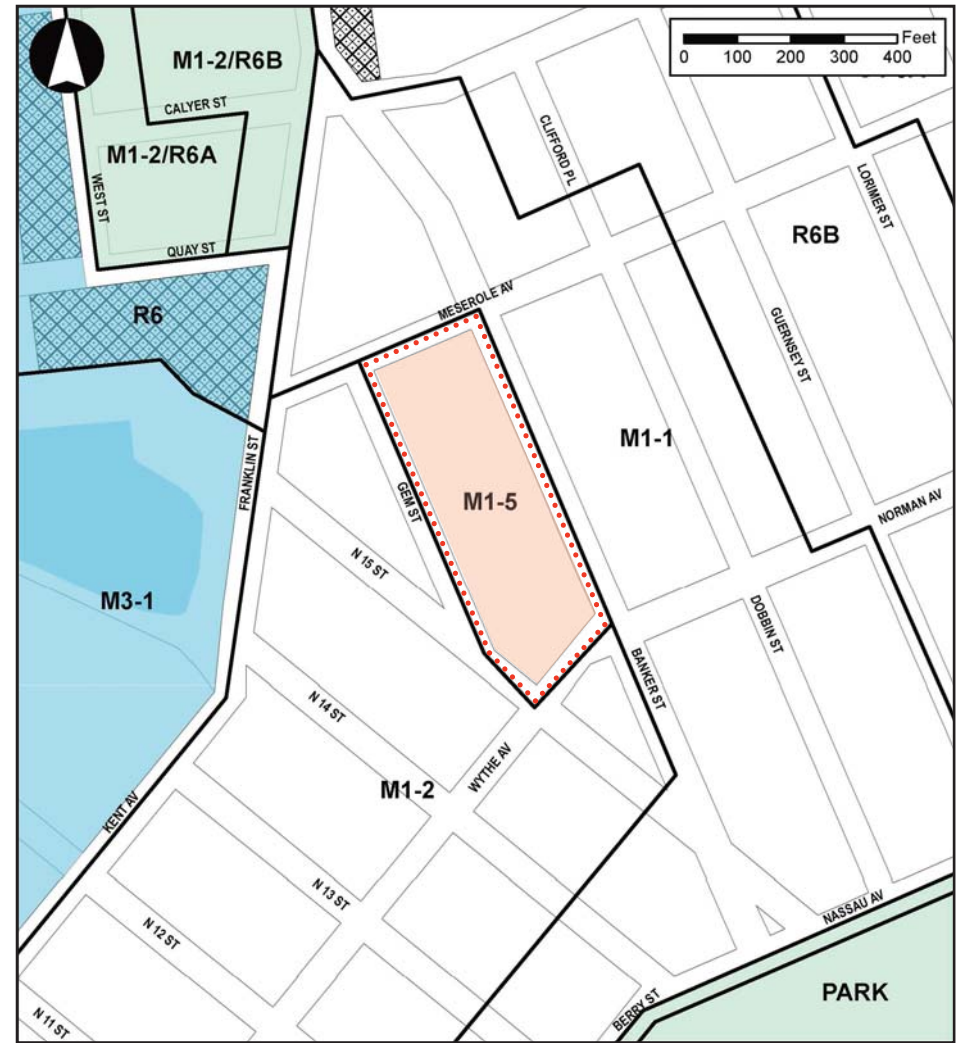 Feet
0 100 200 300 400
M1-2/R6B
CALYER ST
M1-2/R6A
WEST ST
QUAY ST
CLIFFORD PL
LORIMER ST
R6B
R6
MESEROLE AV
GUERNSEY ST
M1-1
FRANKLIN ST
GEM ST
M1-5
NORMAN AV
N 15 ST
M3-1
DOBBIN ST
BANKER ST
N 14 ST
WYTHE AV
M1-2
KENT AV
N 13 ST
NASSAU AV
N 12 ST
PARK
BERRY ST
N 11 ST